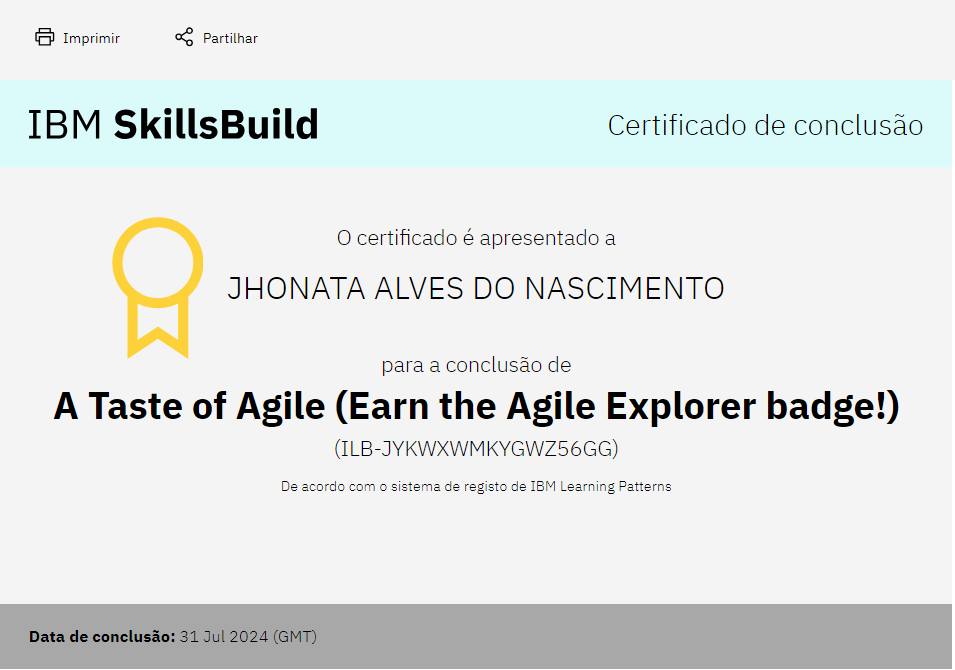 Imprimir
Partilhar
IBM SkillsBuild
Certificado de conclusão
O certificado é apresentado a
JHONATA ALVES DO NASCIMENTO
para a conclusão de
A Taste of Agile (Earn the Agile Explorer badge!)
(ILB-JYKWXWMKYGWZ56GG)
De acordo com o sistema de registo de IBM Learning Patterns
Data de conclusão: 31 Jul 2024 (GMT)